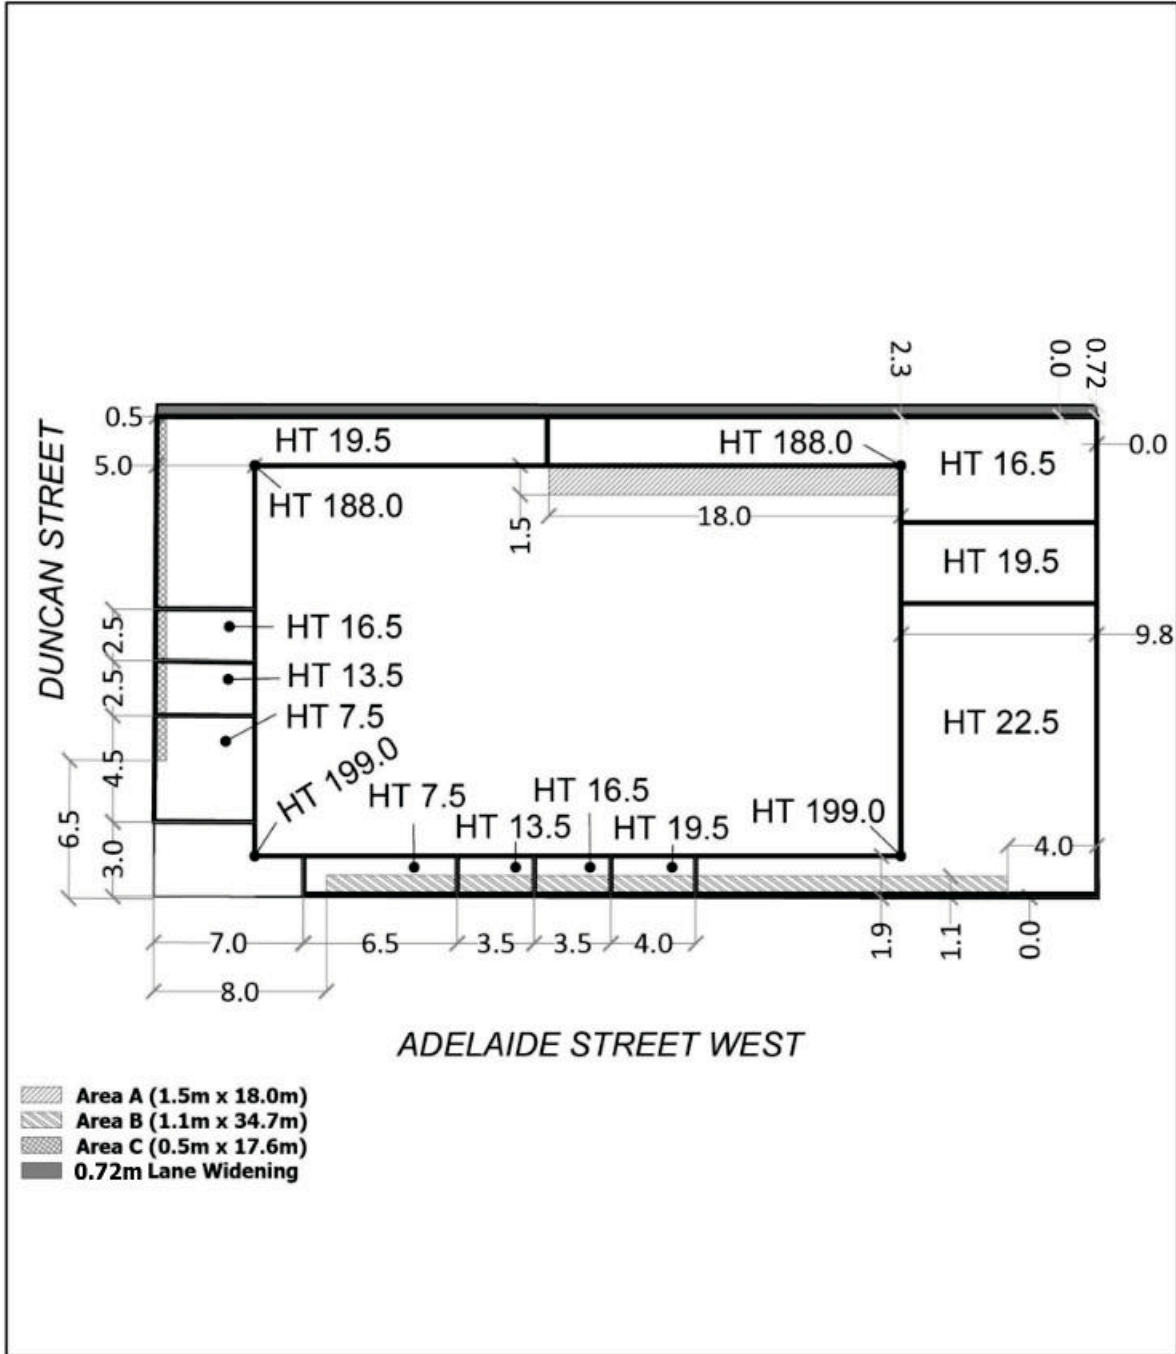 2.3
0.0
0.72
0.5
HT 19.5
HT 188.0
0.0
5.0
HT 16.5
HT 188.0
1.5
18.0
DUNCAN STREET
HT 19.5
2.5
HT 16.5
9.8
2.5
HT 13.5
HT 7.5
HT 22.5
4.5
HT 199.0
HT 7.5
HT 16.5
HT 13.5
HT 19.5
HT 199.0
6.5
3.0
4.0
7.0
6.5
3.5
3.5
4.0
1.9
1.1
0.0
8.0
ADELAIDE STREET WEST
Area A (1.5m x 18.0m)
Area B (1.1m x 34.7m)
Area C (0.5m x 17.6m)
0.72m Lane Widening